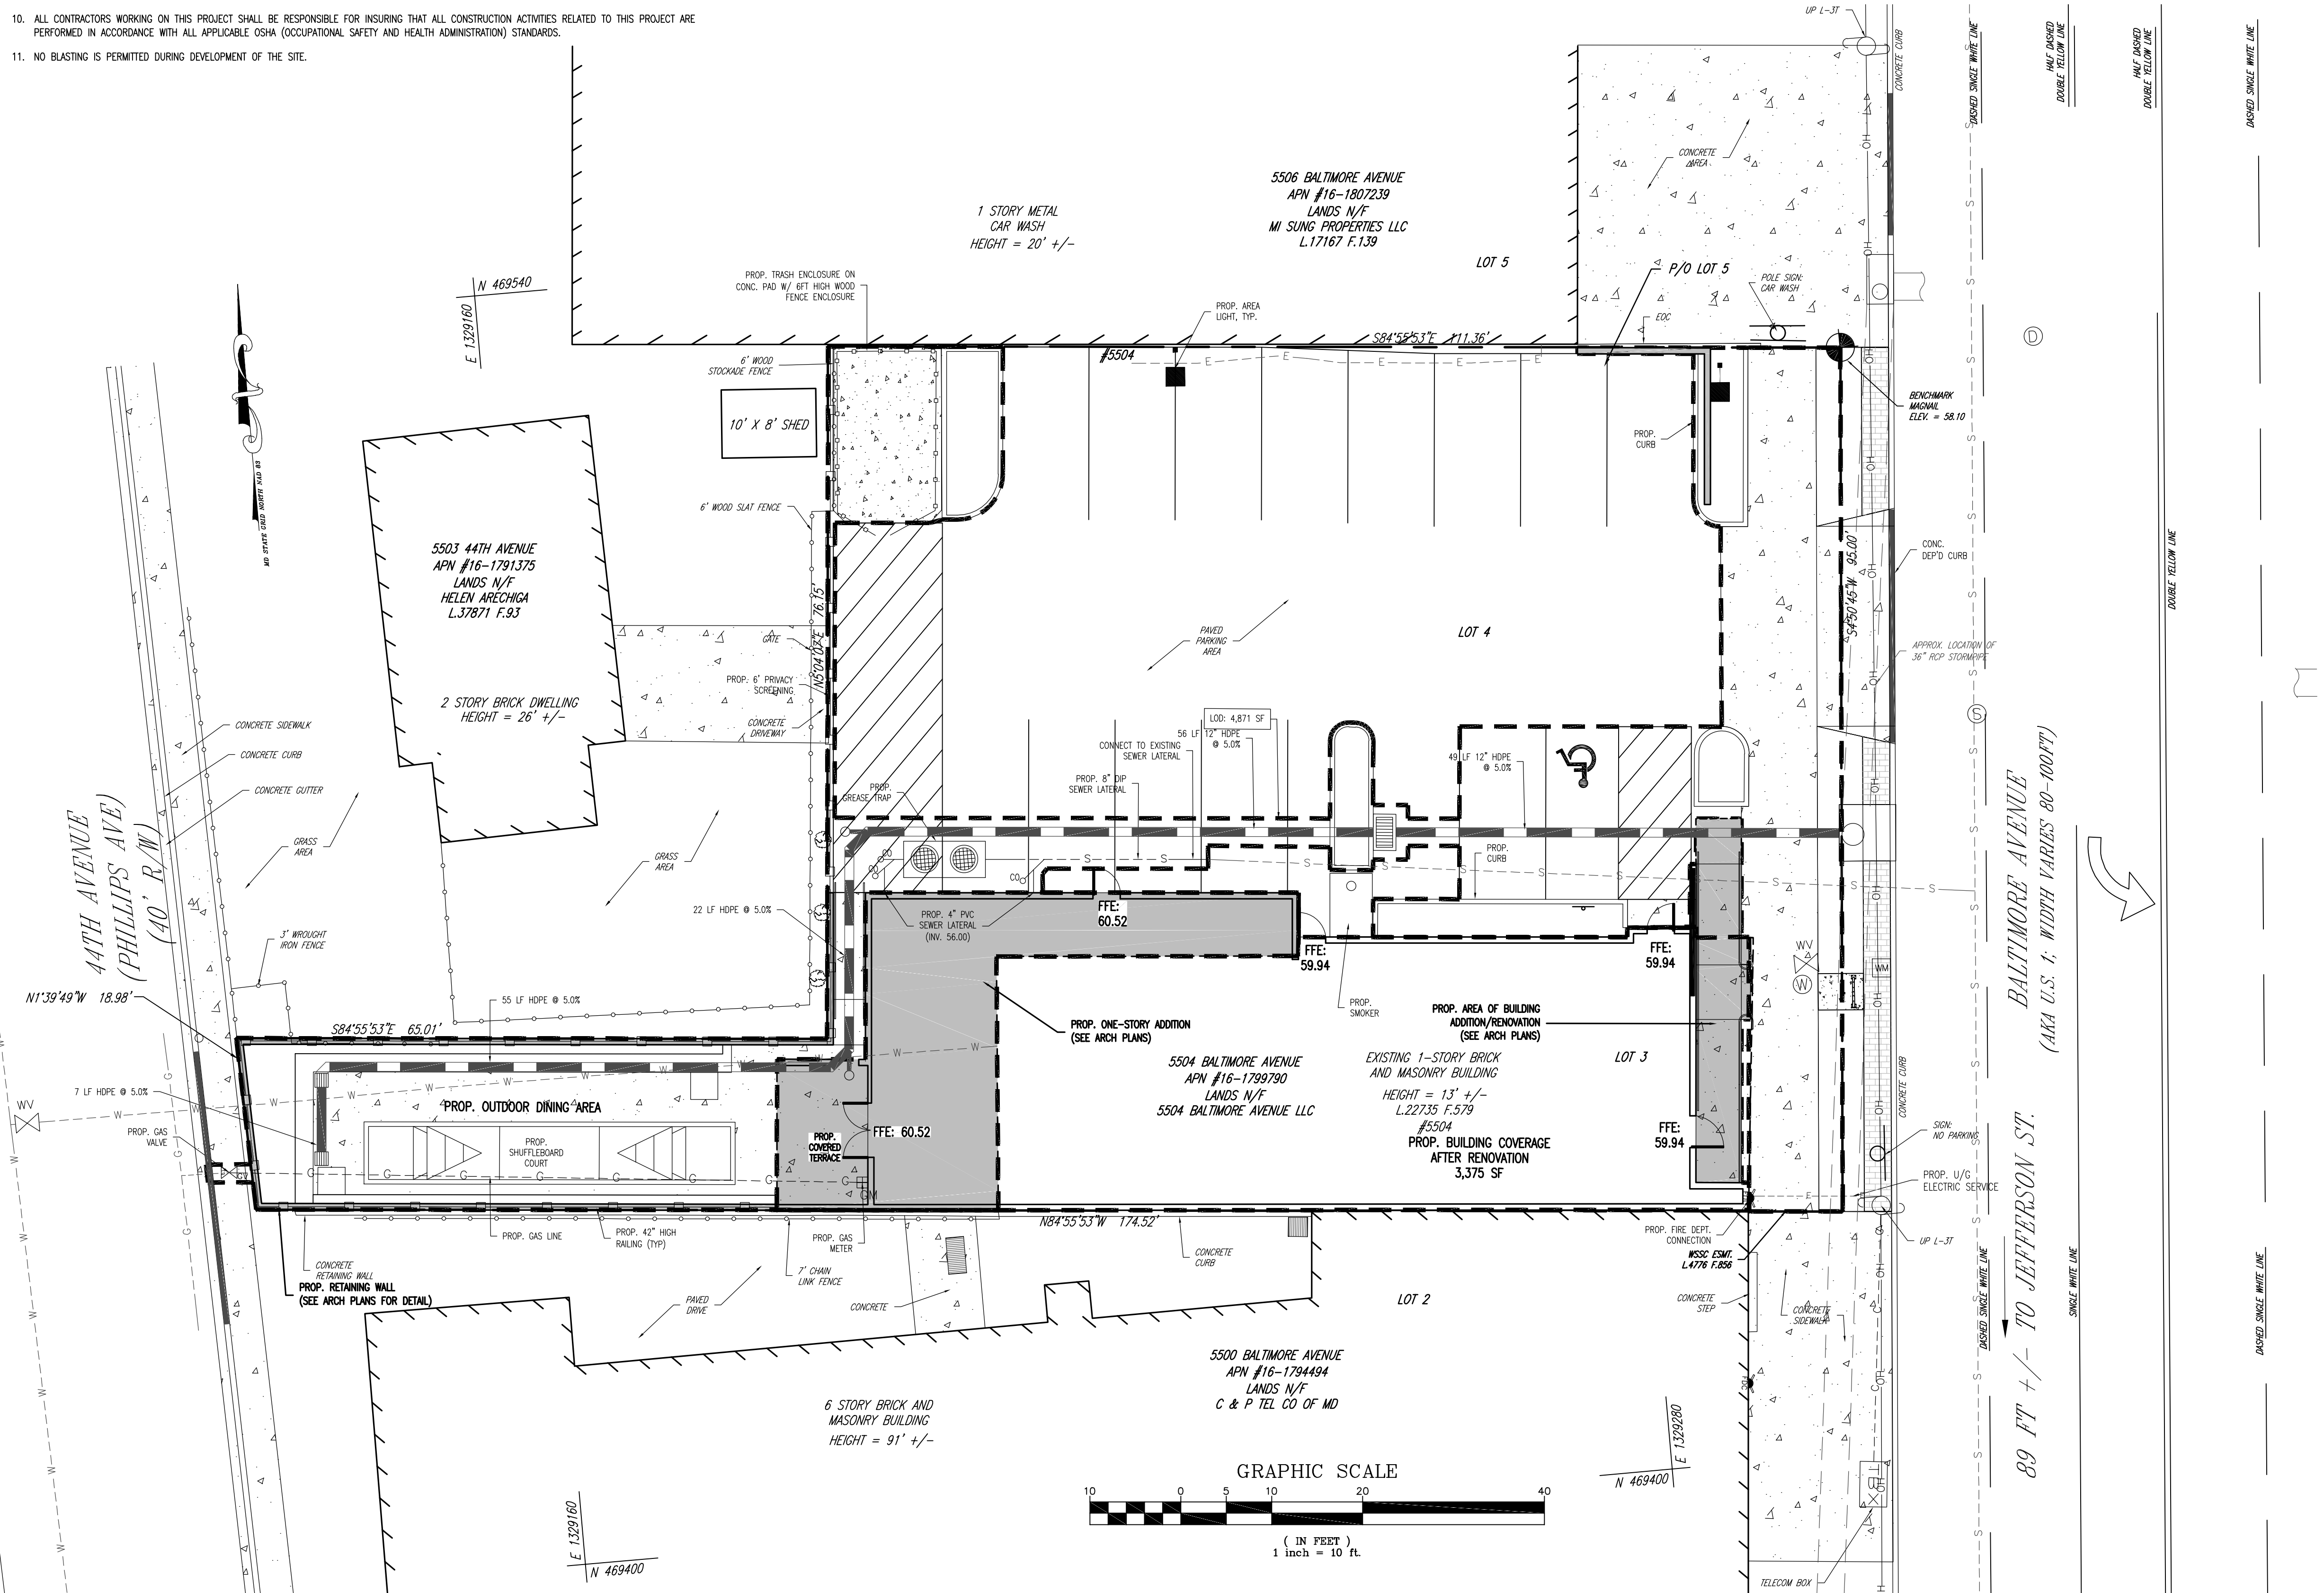 10. ALL CONTRACTORS WORKING ON THIS PROJECT SHALL BE RESPONSIBLE FOR INSURING THAT ALL CONSTRUCTION ACTIVITIES RELATED TO THIS PROJECT ARE
PERFORMED IN ACCORDANCE WITH ALL APPLICABLE OSHA (OCCUPATIONAL SAFETY AND HEALTH ADMINISTRATION) STANDARDS.
11. NO BLASTING IS PERMITTED DURING DEVELOPMENT OF THE SITE.
UP L-3T
CONCRETE CURB
DASHED SINGLE WHITE LINE
HALF DASHED
DOUBLE YELLOW LINE
HALF DASHED
DOUBLE YELLOW LINE
DASHED SINGLE WHITE LINE
CONCRETE
AREA
5506 BALTIMORE AVENUE
APN #16-1807239
LANDS N/F
MI SUNG PROPERTIES LLC
L.17167 F.139
1 STORY METAL
CAR WASH
HEIGHT = 20' +/-
LOT 5
P/O LOT 5
POLE SIGN:
CAR WASH
EOC
PROP. TRASH ENCLOSURE ON
CONC. PAD W/ 6FT HIGH WOOD
FENCE ENCLOSURE
N 469540
E 1329160
PROP. AREA
LIGHT, TYP.
S84°55'53"E 111.36'
#5504
6' WOOD
STOCKADE FENCE
10' X 8' SHED
BENCHMARK
MAGNAIL
ELEV. = 58.10
PROP.
CURB
MD STATE GRID NORTH NAD 83
6' WOOD SLAT FENCE
5503 44TH AVENUE
APN #16-1791375
LANDS N/F
HELEN ARECHIGA
L.37871 F.93
2 STORY BRICK DWELLING
HEIGHT = 26' +/-
N5°04'07"E 76.15'
GATE
PROP. 6' PRIVACY
SCREENING
CONCRETE
DRIVEWAY
PAVED
PARKING
AREA
LOT 4
S4°50'45"W 95.00'
CONC.
DEP'D CURB
APPROX. LOCATION OF
36" RCP STORMPIPE
DOUBLE YELLOW LINE
CONCRETE SIDEWALK
CONCRETE CURB
CONCRETE GUTTER
GRASS
AREA
GRASS
AREA
44TH AVENUE
(PHILLIPS AVE)
(40' R/W)
LOD: 4,871 SF
56 LF 12" HDPE
@ 5.0%
CONNECT TO EXISTING
SEWER LATERAL
PROP. 8" DIP
SEWER LATERAL
49 LF 12" HDPE
@ 5.0%
PROP.
GREASE TRAP
CO
CO
CO
PROP.
CURB
22 LF HDPE @ 5.0%
PROP. 4" PVC
SEWER LATERAL
(INV. 56.00)
FFE:
60.52
FFE:
59.94
FFE:
59.94
WV
W
WM
3' WROUGHT
IRON FENCE
N1°39'49"W 18.98'
55 LF HDPE @ 5.0%
S84°55'53"E 65.01'
PROP.
SMOKER
PROP. ONE-STORY ADDITION
(SEE ARCH PLANS)
PROP. AREA OF BUILDING
ADDITION/RENOVATION
(SEE ARCH PLANS)
5504 BALTIMORE AVENUE
APN #16-1799790
LANDS N/F
5504 BALTIMORE AVENUE LLC
EXISTING 1-STORY BRICK
AND MASONRY BUILDING
HEIGHT = 13' +/-
L.22735 F.579
#5504
PROP. BUILDING COVERAGE
AFTER RENOVATION
3,375 SF
LOT 3
FFE:
59.94
BALTIMORE AVENUE
(AKA U.S. 1; WIDTH VARIES 80-100FT)
CONCRETE CURB
WV
7 LF HDPE @ 5.0%
PROP. GAS
VALVE
GV
PROP. OUTDOOR DINING AREA
PROP.
SHUFFLEBOARD
COURT
PROP.
COVERED
TERRACE
FFE: 60.52
GM
SIGN:
NO PARKING
PROP. U/G
ELECTRIC SERVICE
N84°55'53"W 174.52'
PROP. GAS LINE
PROP. 42" HIGH
RAILING (TYP)
PROP. GAS
METER
7' CHAIN
LINK FENCE
CONCRETE
CURB
PROP. FIRE DEPT.
CONNECTION
WSSC ESMT.
L.4776 F.856
UP L-3T
CONCRETE
RETAINING WALL
PROP. RETAINING WALL
(SEE ARCH PLANS FOR DETAIL)
PAVED
DRIVE
CONCRETE
LOT 2
CONCRETE
STEP
CONCRETE
SIDEWALK
DASHED SINGLE WHITE LINE
89 FT +/- TO JEFFERSON ST.
SINGLE WHITE LINE
DASHED SINGLE WHITE LINE
5500 BALTIMORE AVENUE
APN #16-1794494
LANDS N/F
C & P TEL CO OF MD
FDC
6 STORY BRICK AND
MASONRY BUILDING
HEIGHT = 91' +/-
E 1329280
N 469400
GRAPHIC SCALE
10 0 5 10 20 40
( IN FEET )
1 inch = 10 ft.
E 1329160
N 469400
TBX
TELECOM BOX